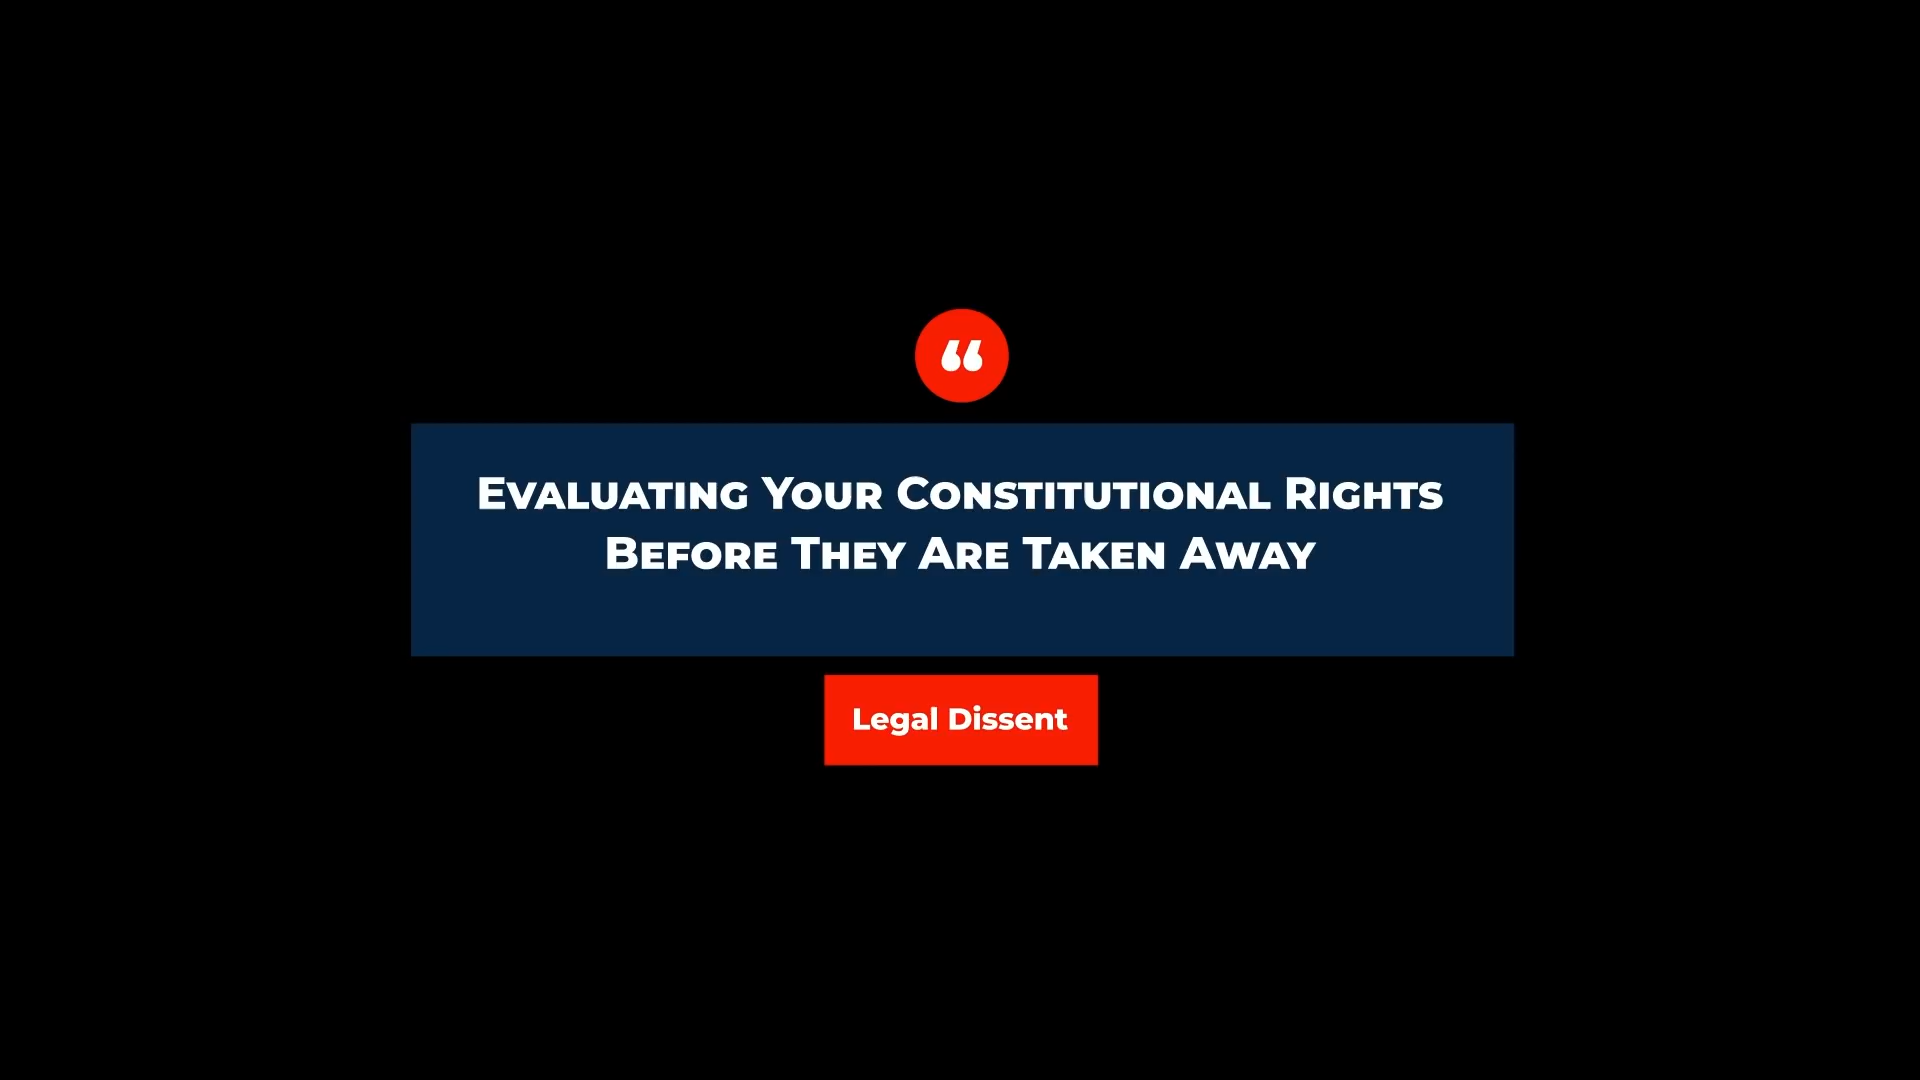 “
Evaluating Your Constitutional Rights
Before They Are Taken Away
Legal Dissent